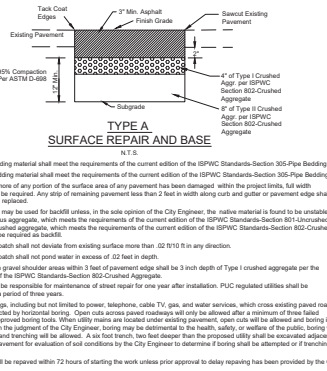 Tack Coat
Edges
3" Min. Asphalt
Finish Grade
Sawcut Existing
Pavement
Existing Pavement
2"
95% Compaction
Per ASTM D-698
12" Min.
4" of Type I Crushed
Aggr. per ISPWC
Section 802-Crushed
Aggregate
8" of Type II Crushed
Aggr. per ISPWC
Section 802-Crushed
Aggregate
Subgrade
TYPE A
SURFACE REPAIR AND BASE
N.T.S.
ding material shall meet the requirements of the current edition of the ISPWC Standards-Section 305-Pipe Bedding
dding material shall meet the requirements of the current edition of the ISPWC Standards-Section 305-Pipe Bedding
more of any portion of the surface area of any pavement has been damaged within the project limits, full width
be required. Any strip of remaining pavement less than 2 feet in width along curb and gutter or pavement edge sha
replaced.
may be used for backfill unless, in the sole opinion of the City Engineer, the native material is found to be unstable
us aggregate, which meets the requirements of the current edition of the ISPWC Standards-Section 801-Uncrushed
ushed aggregate, which meets the requirements of the current edition of the ISPWC Standards-Section 802-Crushe
be required as backfill.
patch shall not deviate from existing surface more than .02 ft/10 ft in any direction.
patch shall not pond water in excess of .02 feet in depth.
gravel shoulder areas within 3 feet of pavement edge shall be 3 inch depth of Type I crushed aggregate per the
of the ISPWC Standards-Section 802-Crushed Aggregate.
be responsible for maintenance of street repair for one year after installation. PUC regulated utilities shall be
a period of three years.
gs, including but not limited to power, telephone, cable TV, gas, and water services, which cross existing paved roa
cted by horizontal boring. Open cuts across paved roadways will only be allowed after a minimum of three failed
pproved boring tools. When utility mains are located under existing pavement, open cuts will be allowed and boring i
n the judgment of the City Engineer, boring may be detrimental to the health, safety, or welfare of the public, boring
and trenching will be allowed. A six foot trench, two feet deeper than the proposed utility shall be excavated adjace
avement for evaluation of soil conditions by the City Engineer to determine if boring shall be attempted or if trenchin
ll be repaved within 72 hours of starting the work unless prior approval to delay repaving has been provided by the